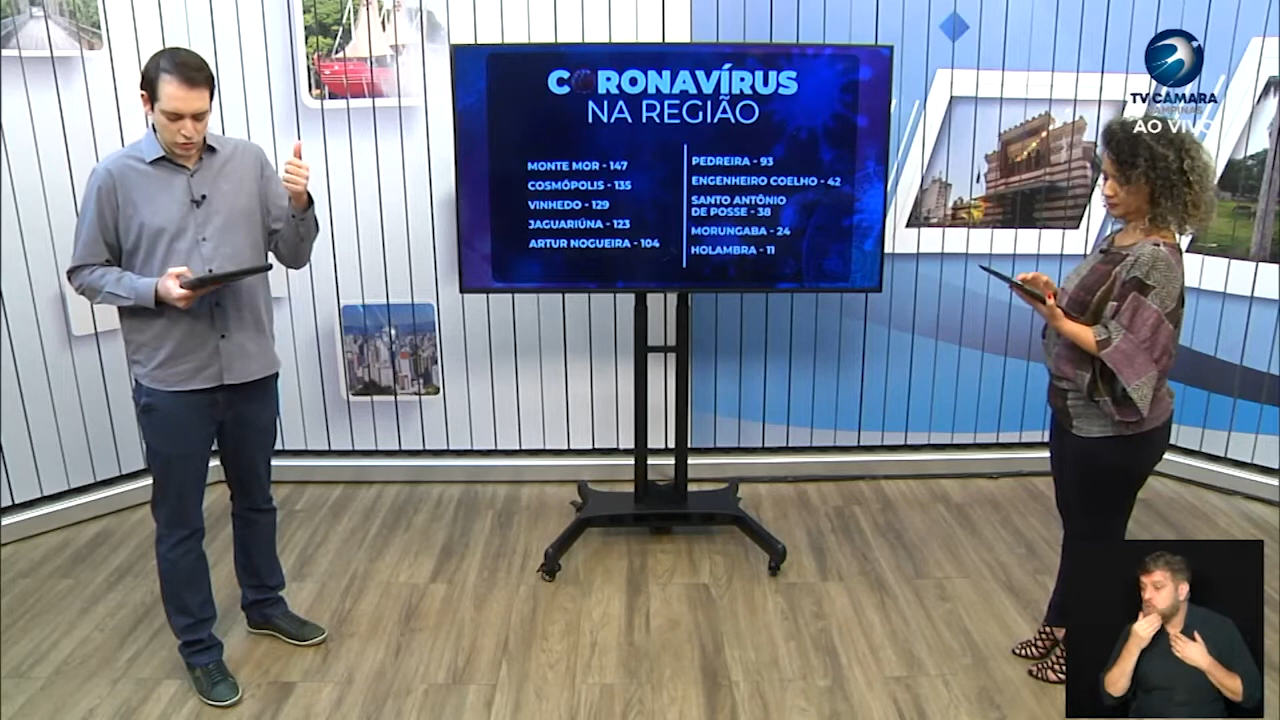 CORONAVÍRUS
NA REGIÃO
MONTE MOR - 147
COSMÓPOLIS - 135
VINHEDO - 129
JAGUARIÚNA - 123
ARTUR NOGUEIRA - 104
PEDREIRA - 93
ENGENHEIRO COELHO - 42
SANTO ANTÔNIO
DE POSSE - 38
MORUNGABA - 24
HOLAMBRA - 11
TV CÂMARA
CAMPINAS
AO VIVO